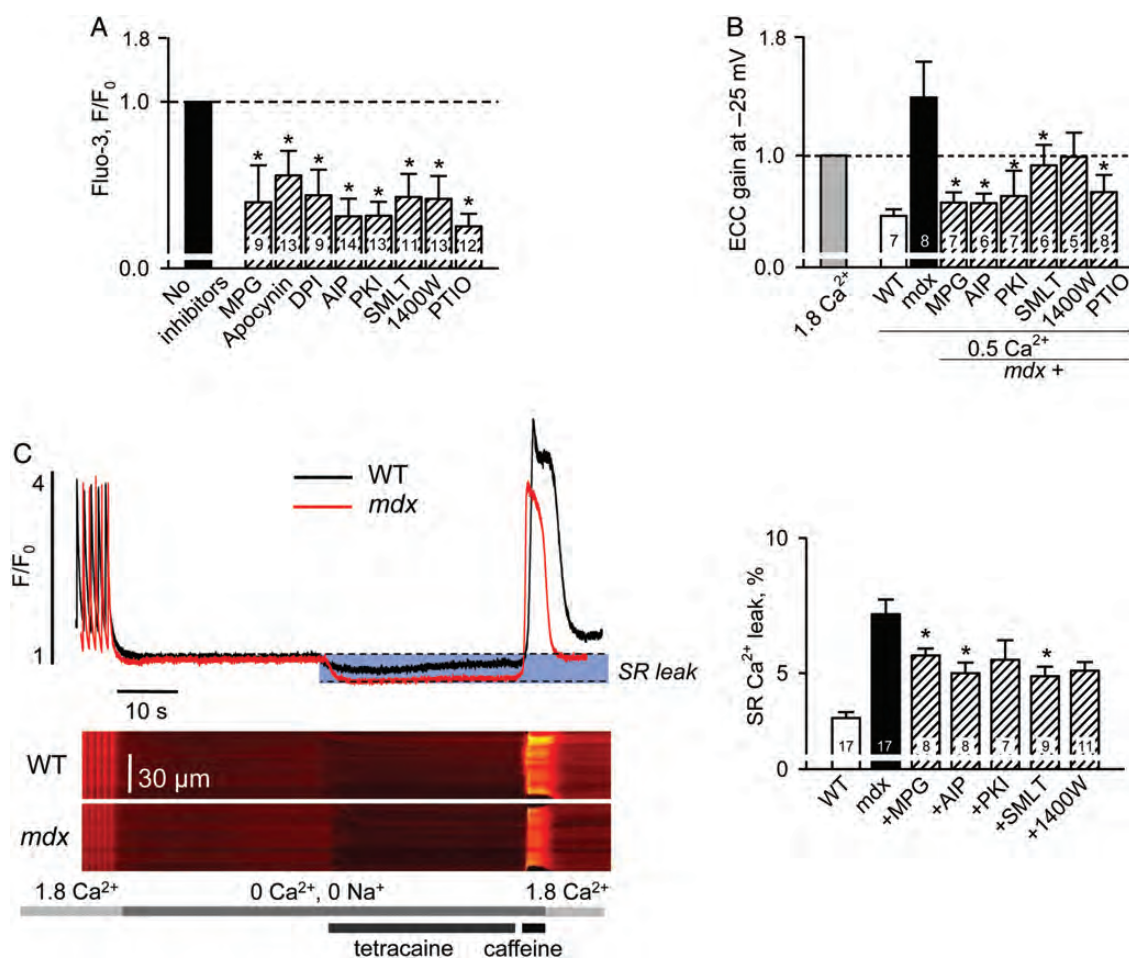 A
1.8
1.0
0.0
Fluo-3, F/F₀
* * * * * * * *
9 13 9 14 13 11 13 12
No inhibitors
MPG
Apocynin
DPI
AIP
PKI
SMLT
1400W
PTIO
B
1.8
1.0
0.0
ECC gain at –25 mV
* * * * *
7 8 7 6 7 6 5 8
1.8 Ca²⁺
WT
mdx
MPG
AIP
PKI
SMLT
1400W
PTIO
0.5 Ca²⁺
mdx +
C
4
F/F₀
1
WT
mdx
SR leak
10 s
WT
30 µm
mdx
1.8 Ca²⁺ 0 Ca²⁺, 0 Na⁺ 1.8 Ca²⁺
tetracaine caffeine
10
5
0
SR Ca²⁺ leak, %
* * *
17 17 8 8 7 9 11
WT
mdx
+MPG
+AIP
+PKI
+SMLT
+1400W